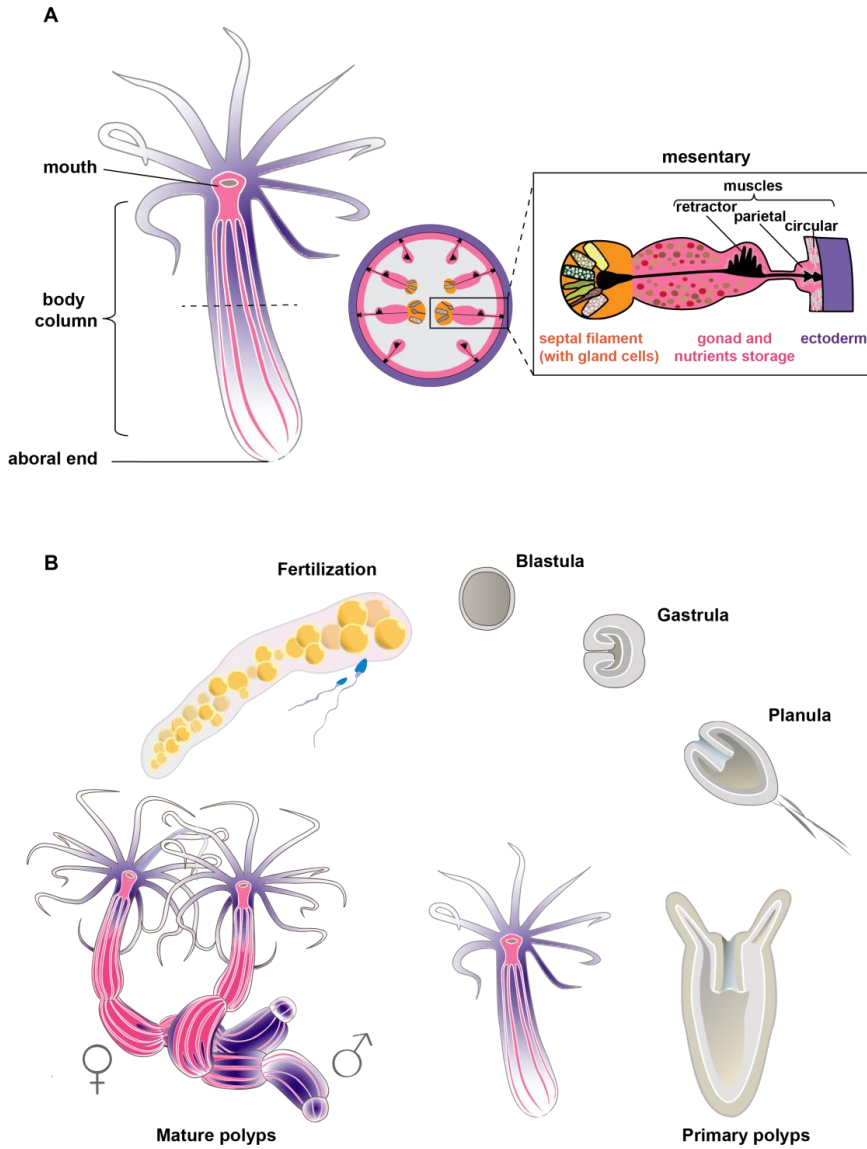 A
mouth
body
column
aboral end
mesentary
muscles
retractor
parietal
circular
septal filament
(with gland cells)
gonad and
nutrients storage
ectoderm
B
Fertilization
Blastula
Gastrula
Planula
♀
♂
Mature polyps
Primary polyps